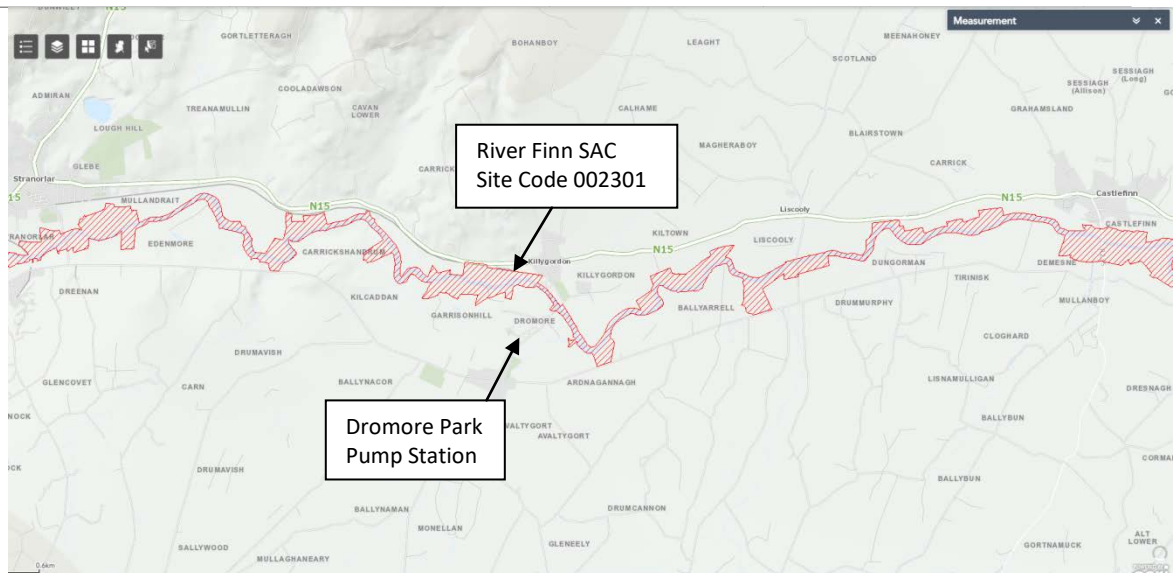 N15
Measurement
GORTLETTERAGH
BOHANBOY
LEAGHT
MEENAHONEY
SCOTLAND
SESSIAGH
(Long)
SESSIAGH
(Allison)
ADMIRAN
COOLADAWSON
TREANAMULLIN
CAVAN
LOWER
CALHAME
GRAHAMSLAND
LOUGH HILL
BLAIRSTOWN
MAGHERABOY
River Finn SAC
Site Code 002301
GLEBE
CARRICK
CARRICK
Stranorlar
15
MULLANDRAIT
N15
N15
Castlefinn
Liscooly
CASTLEFINN
KILTOWN
EDENMORE
CARRICKSHANDRUM
N15
LISCOOLY
Killygordon
KILLYGORDON
DUNGORMAN
DEMESNE
TIRINISK
DREENAN
KILCADDAN
GARRISONHILL
DROMORE
BALLYARRELL
DRUMMURPHY
MULLANBOY
CLOGHARD
DRUMAVISH
GLENCOVET
CARN
BALLYNACOR
ARDNAGANNAGH
LISNAMULLIGAN
DRESNAGH
Dromore Park
Pump Station
AVALTYGORT
BALLYBUN
DRUMAVISH
BALLYBUN
BALLYNAMAN
DRUMCANNON
MONELLAN
SALLYWOOD
GLENEELY
GORTNAMUCK
ALT
LOWER
MULLAGHANEARY
0.6km